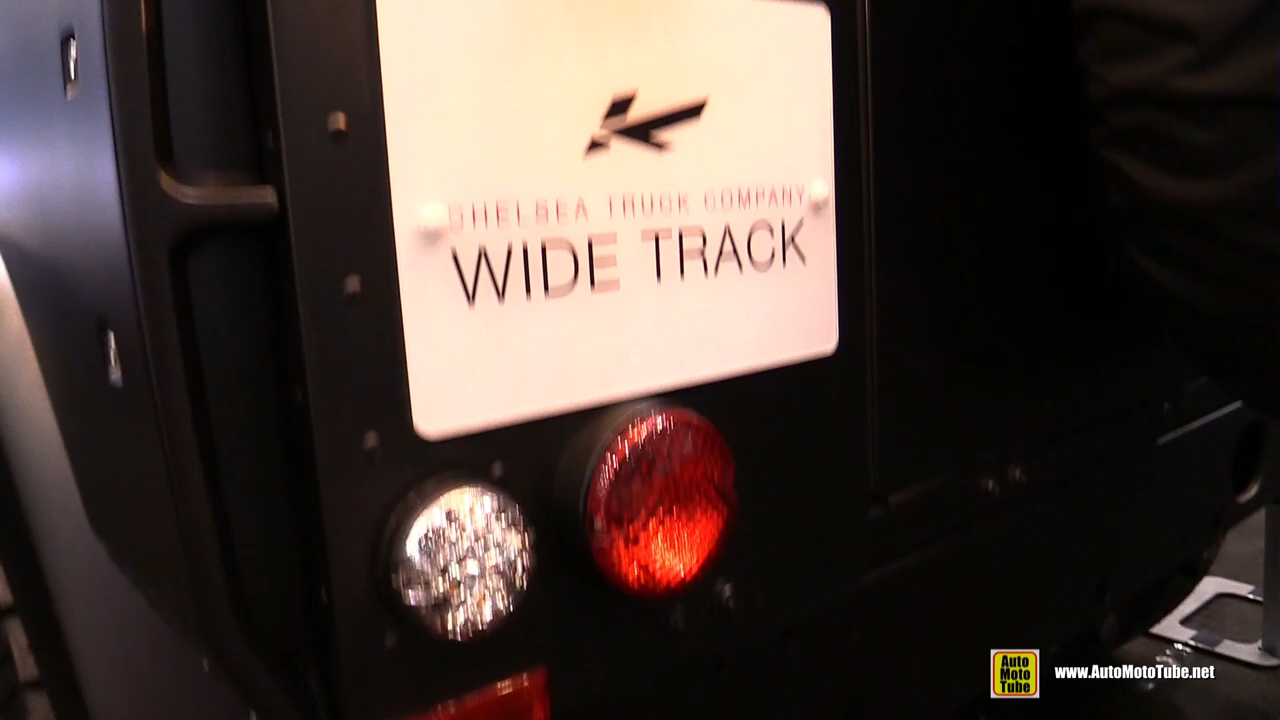 CHELSEA TRUCK COMPANY
WIDE TRACK
Auto
Moto
Tube
www.AutoMotoTube.net